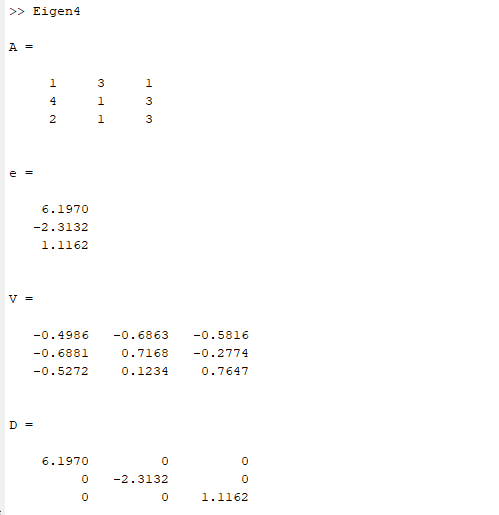 >> Eigen4
A =
1 3 1
4 1 3
2 1 3
e =
6.1970
-2.3132
1.1162
V =
-0.4986 -0.6863 -0.5816
-0.6881 0.7168 -0.2774
-0.5272 0.1234 0.7647
D =
6.1970 0 0
0 -2.3132 0
0 0 1.1162